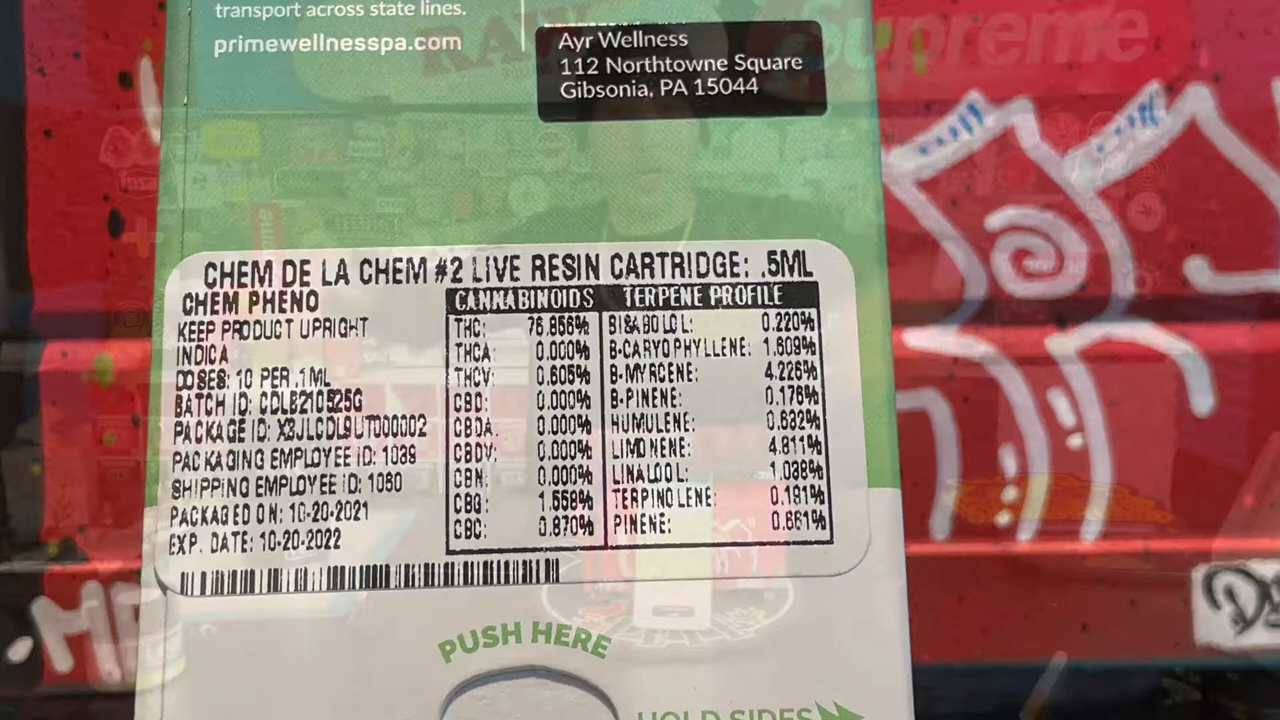 transport across state lines.
primewellnesspa.com
Ayr Wellness
112 Northtowne Square
Gibsonia, PA 15044
Supreme
CHEM DE LA CHEM #2 LIVE RESIN CARTRIDGE: .5ML
CHEM PHENO
KEEP PRODUCT UPRIGHT
INDICA
DOSES: 10 PER .1ML
BATCH ID: CDLB210525G
PACKAGE ID: X3JLCDL9UT000002
PACKAGING EMPLOYEE ID: 1039
SHIPPING EMPLOYEE ID: 1060
PACKAGED ON: 10-20-2021
EXP. DATE: 10-20-2022
CANNABINOIDS
THC: 76.856%
THCA: 0.000%
THCV: 0.605%
CBD: 0.000%
CBDA: 0.000%
CBDV: 0.000%
CBN: 0.000%
CBG: 1.558%
CBC: 0.870%
TERPENE PROFILE
BISABOLOL: 0.220%
B-CARYOPHYLLENE: 1.609%
B-MYRCENE: 4.226%
B-PINENE: 0.176%
HUMULENE: 0.632%
LIMONENE: 4.811%
LINALOOL: 1.038%
TERPINOLENE: 0.191%
PINENE: 0.661%
PUSH HERE
HOLD SIDES